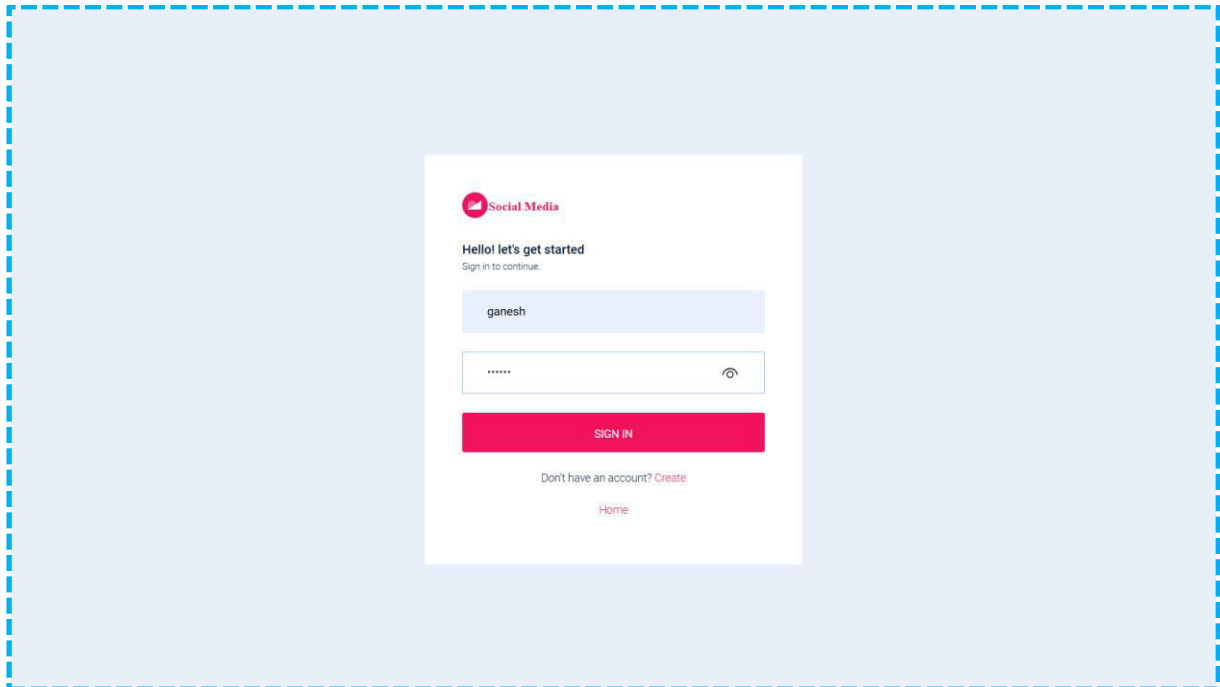 Social Media
Hello! let's get started
Sign in to continue.
ganesh
••••••
SIGN IN
Don't have an account? Create
Home